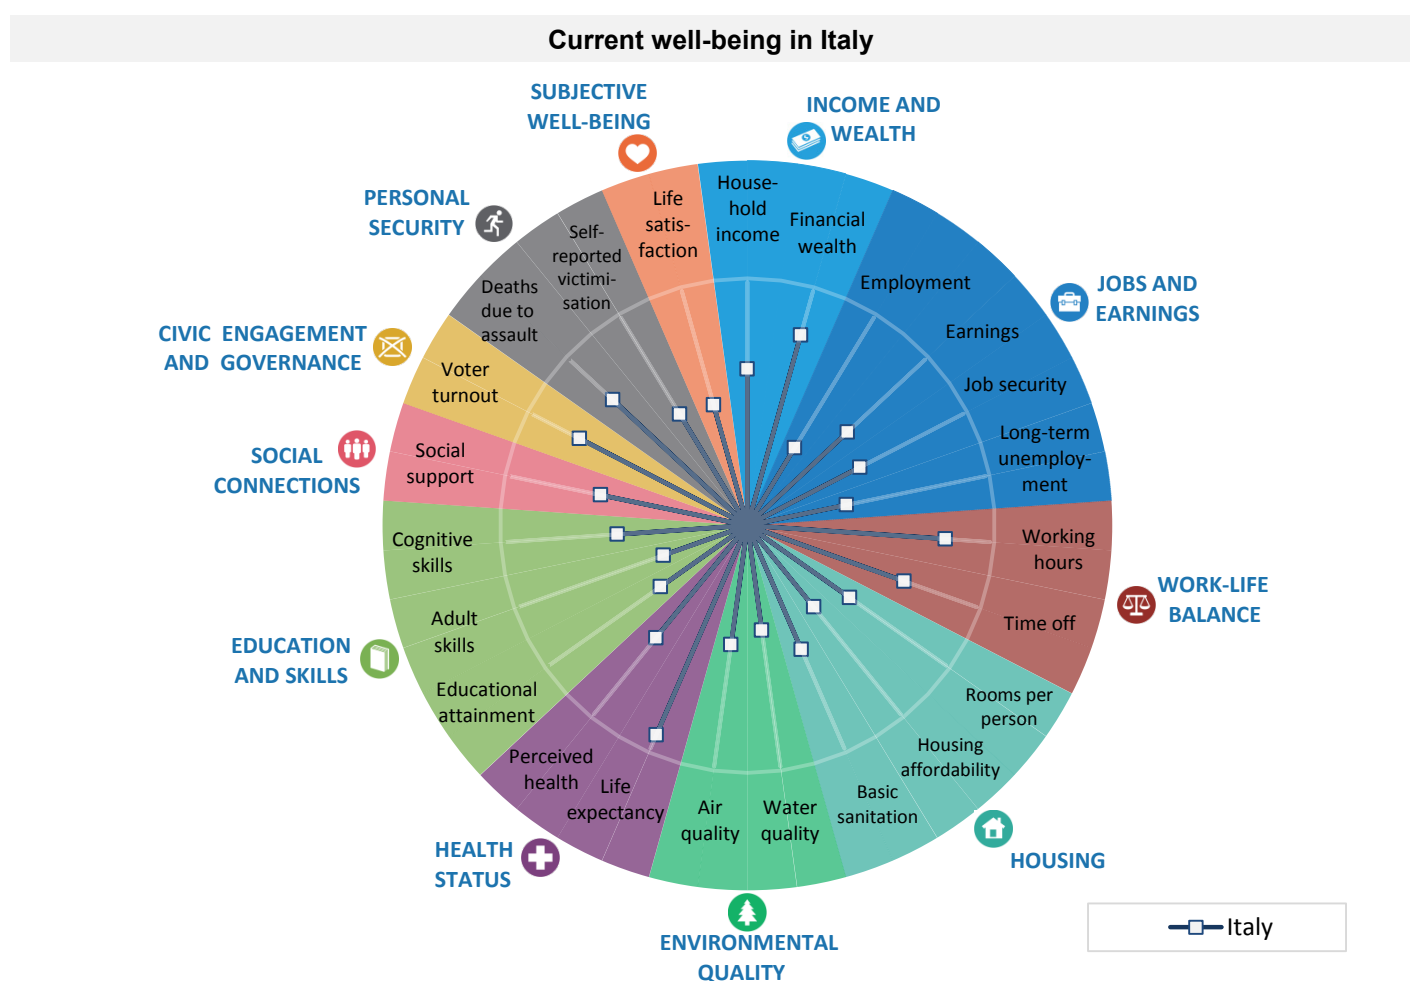 Current well-being in Italy
SUBJECTIVE
WELL-BEING
INCOME AND
WEALTH
PERSONAL
SECURITY
JOBS AND
EARNINGS
CIVIC ENGAGEMENT
AND GOVERNANCE
SOCIAL
CONNECTIONS
WORK-LIFE
BALANCE
EDUCATION
AND SKILLS
HEALTH
STATUS
HOUSING
ENVIRONMENTAL
QUALITY
House-
hold
income
Financial
wealth
Employment
Earnings
Job security
Long-term
unemploy-
ment
Working
hours
Time off
Rooms per
person
Housing
affordability
Basic
sanitation
Water
quality
Air
quality
Life
expectancy
Perceived
health
Educational
attainment
Adult
skills
Cognitive
skills
Social
support
Voter
turnout
Deaths
due to
assault
Self-
reported
victimi-
sation
Life
satis-
faction
Italy